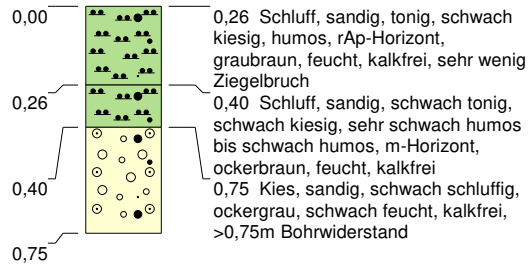 0,00
0,26 Schluff, sandig, tonig, schwach
kiesig, humos, rAp-Horizont,
graubraun, feucht, kalkfrei, sehr wenig
Ziegelbruch
0,26
0,40 Schluff, sandig, schwach tonig,
schwach kiesig, sehr schwach humos
bis schwach humos, m-Horizont,
ockerbraun, feucht, kalkfrei
0,40
0,75 Kies, sandig, schwach schluffig,
ockergrau, schwach feucht, kalkfrei,
>0,75m Bohrwiderstand
0,75